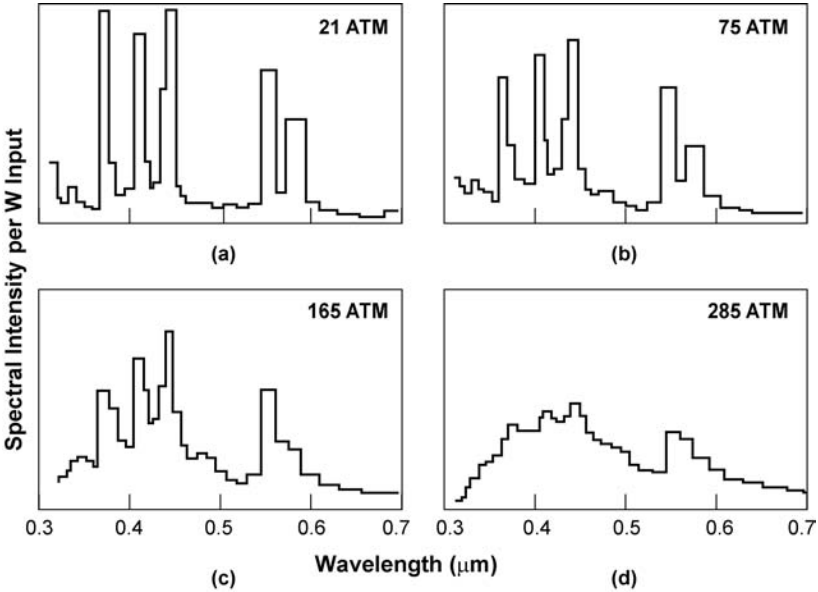 21 ATM
75 ATM
(a)
(b)
Spectral Intensity per W Input
165 ATM
285 ATM
0.3 0.4 0.5 0.6 0.7
0.3 0.4 0.5 0.6 0.7
Wavelength (μm)
(c)
(d)